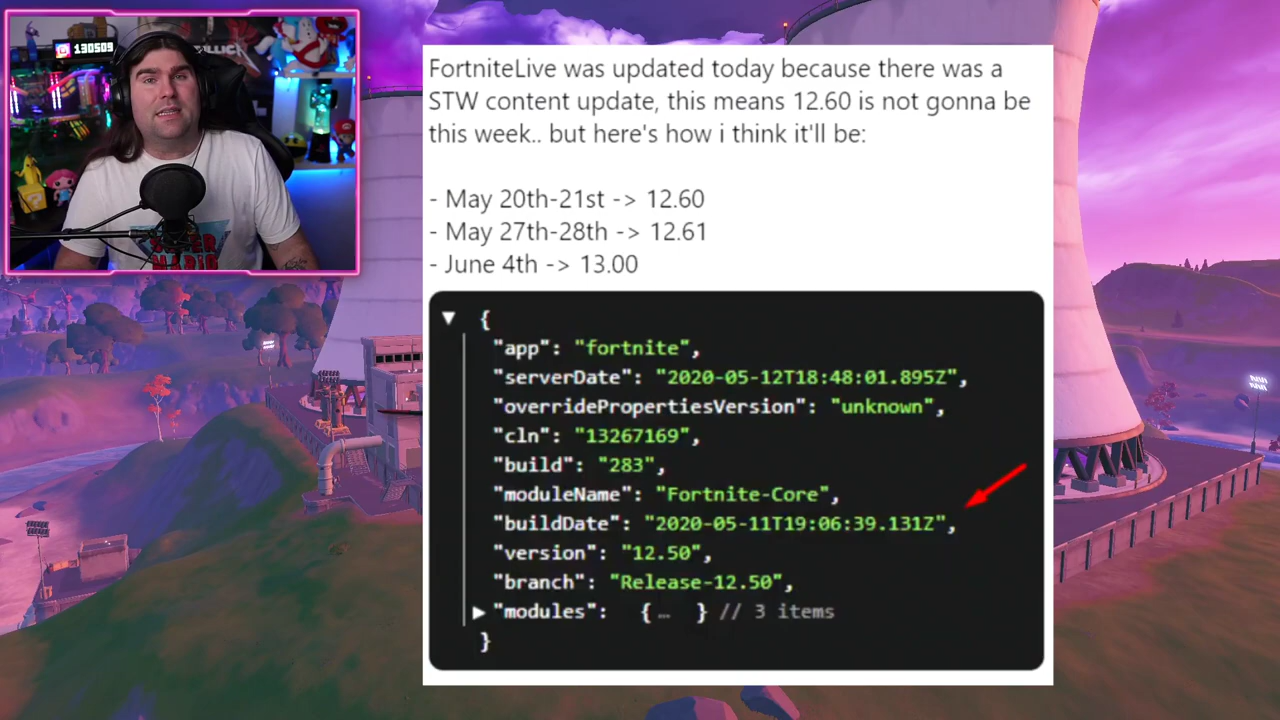 130509
METALLICA
FortniteLive was updated today because there was a
STW content update, this means 12.60 is not gonna be
this week.. but here's how i think it'll be:
- May 20th-21st -> 12.60
- May 27th-28th -> 12.61
- June 4th -> 13.00
{
"app": "fortnite",
"serverDate": "2020-05-12T18:48:01.895Z",
"overridePropertiesVersion": "unknown",
"cln": "13267169",
"build": "283",
"moduleName": "Fortnite-Core",
"buildDate": "2020-05-11T19:06:39.131Z",
"version": "12.50",
"branch": "Release-12.50",
"modules": {… } // 3 items
}
SUPER
MARIO